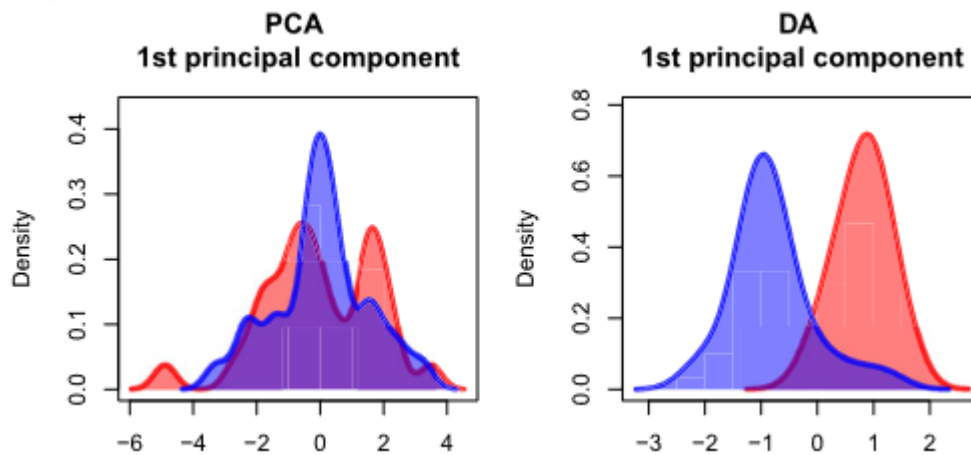 PCA
1st principal component
DA
1st principal component
Density
0.0 0.1 0.2 0.3 0.4
−6 −4 −2 0 2 4
Density
0.0 0.2 0.4 0.6 0.8
−3 −2 −1 0 1 2